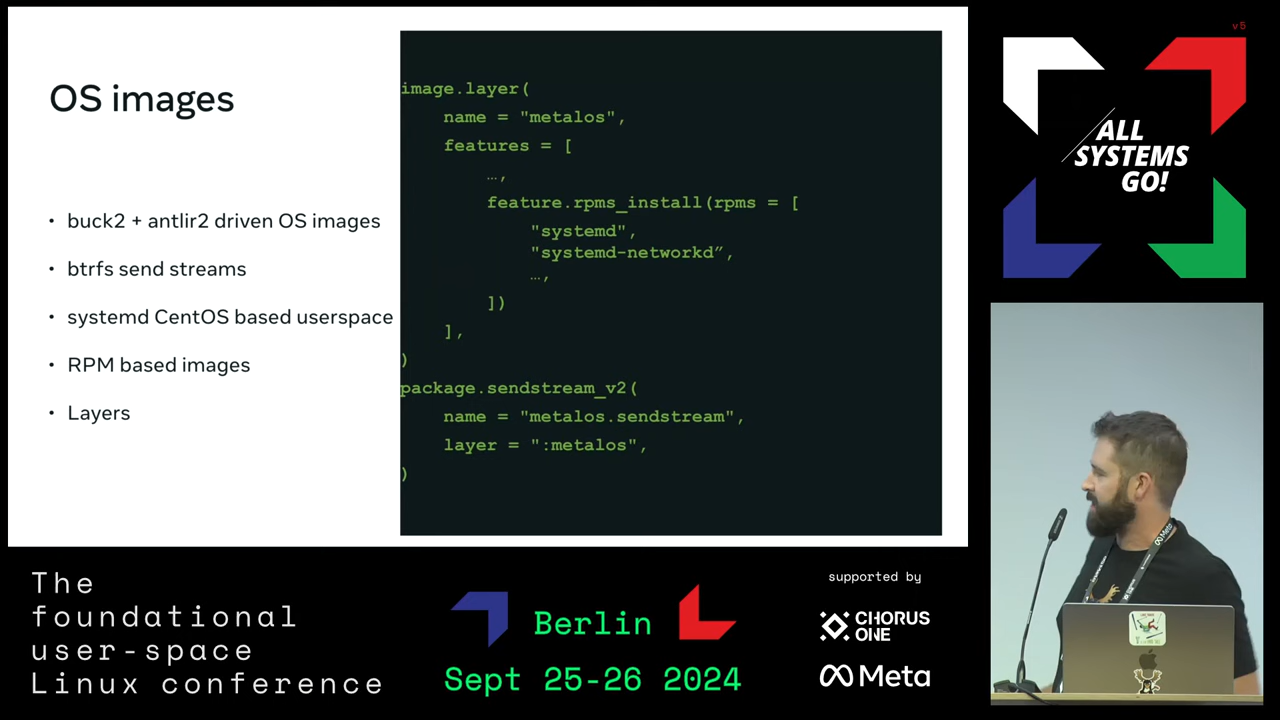 OS images
• buck2 + antlir2 driven OS images
• btrfs send streams
• systemd CentOS based userspace
• RPM based images
• Layers
image.layer(
    name = "metalos",
    features = [
        …,
        feature.rpms_install(rpms = [
            "systemd",
            "systemd-networkd”,
            …,
        ])
    ],
)
package.sendstream_v2(
    name = "metalos.sendstream",
    layer = ":metalos",
)
v5
ALL
SYSTEMS
GO!
Meta
The
foundational
user-space
Linux conference
Berlin
Sept 25-26 2024
supported by
CHORUS
ONE
Meta